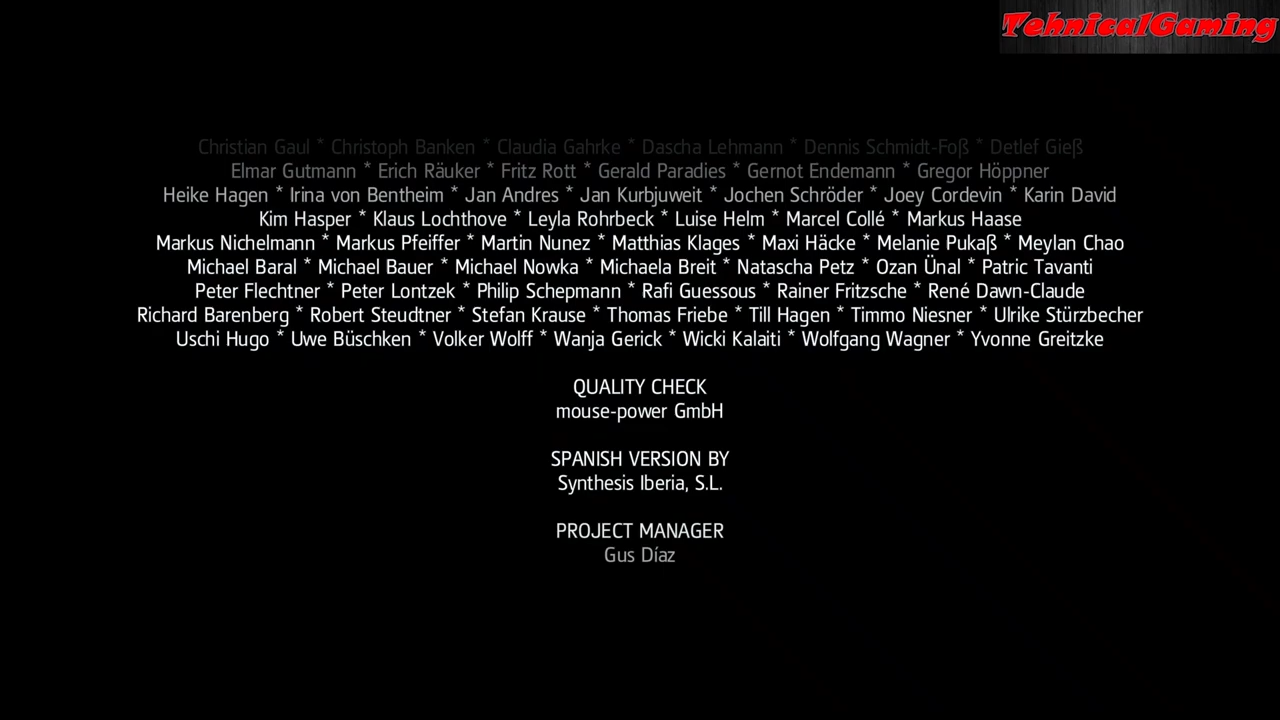 TehnicalGaming
Christian Gaul * Christoph Banken * Claudia Gahrke * Dascha Lehmann * Dennis Schmidt-Foß * Detlef Gieß
Elmar Gutmann * Erich Räuker * Fritz Rott * Gerald Paradies * Gernot Endemann * Gregor Höppner
Heike Hagen * Irina von Bentheim * Jan Andres * Jan Kurbjuweit * Jochen Schröder * Joey Cordevin * Karin David
Kim Hasper * Klaus Lochthove * Leyla Rohrbeck * Luise Helm * Marcel Collé * Markus Haase
Markus Nichelmann * Markus Pfeiffer * Martin Nunez * Matthias Klages * Maxi Häcke * Melanie Pukaß * Meylan Chao
Michael Baral * Michael Bauer * Michael Nowka * Michaela Breit * Natascha Petz * Ozan Ünal * Patric Tavanti
Peter Flechtner * Peter Lontzek * Philip Schepmann * Rafi Guessous * Rainer Fritzsche * René Dawn-Claude
Richard Barenberg * Robert Steudtner * Stefan Krause * Thomas Friebe * Till Hagen * Timmo Niesner * Ulrike Stürzbecher
Uschi Hugo * Uwe Büschken * Volker Wolff * Wanja Gerick * Wicki Kalaiti * Wolfgang Wagner * Yvonne Greitzke
QUALITY CHECK
mouse-power GmbH
SPANISH VERSION BY
Synthesis Iberia, S.L.
PROJECT MANAGER
Gus Díaz